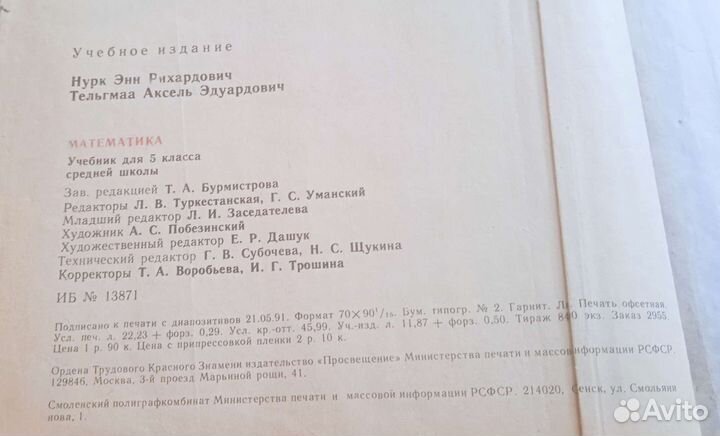 Учебное издание
Нурк Энн Рихардович
Тельгмаа Аксель Эдуардович
МАТЕМАТИКА
Учебник для 5 класса
средней школы
Зав. редакцией Т. А. Бурмистрова
Редакторы Л. В. Туркестанская, Г. С. Уманский
Младший редактор Л. И. Заседателева
Художник А. С. Побезинский
Художественный редактор Е. Р. Дашук
Технический редактор Г. В. Субочева, Н. С. Щукина
Корректоры Т. А. Воробьева, И. Г. Трошина
ИБ № 13871
Подписано к печати с диапозитивов 21.05.91. Формат 70×90¹/₁₆. Бум. типогр. № 2. Гарнит. Печать офсетная.
Усл. печ. л. 22,23 + форз. 0,29. Усл. кр.-отт. 45,99. Уч.-изд. л. 11,87 + форз. 0,50. Тираж экз. Заказ 2955.
Цена 1 р. 90 к. Цена с припрессовкой пленки 2 р. 10 к.
Ордена Трудового Красного Знамени издательство «Просвещение» Министерства печати и массо информации РСФСР.
129846, Москва, 3-й проезд Марьиной рощи, 41.
Смоленский полиграфкомбинат Министерства печати и массовой информации РСФСР. 214020, енск, ул. Смольяни
нова, 1.
Avito